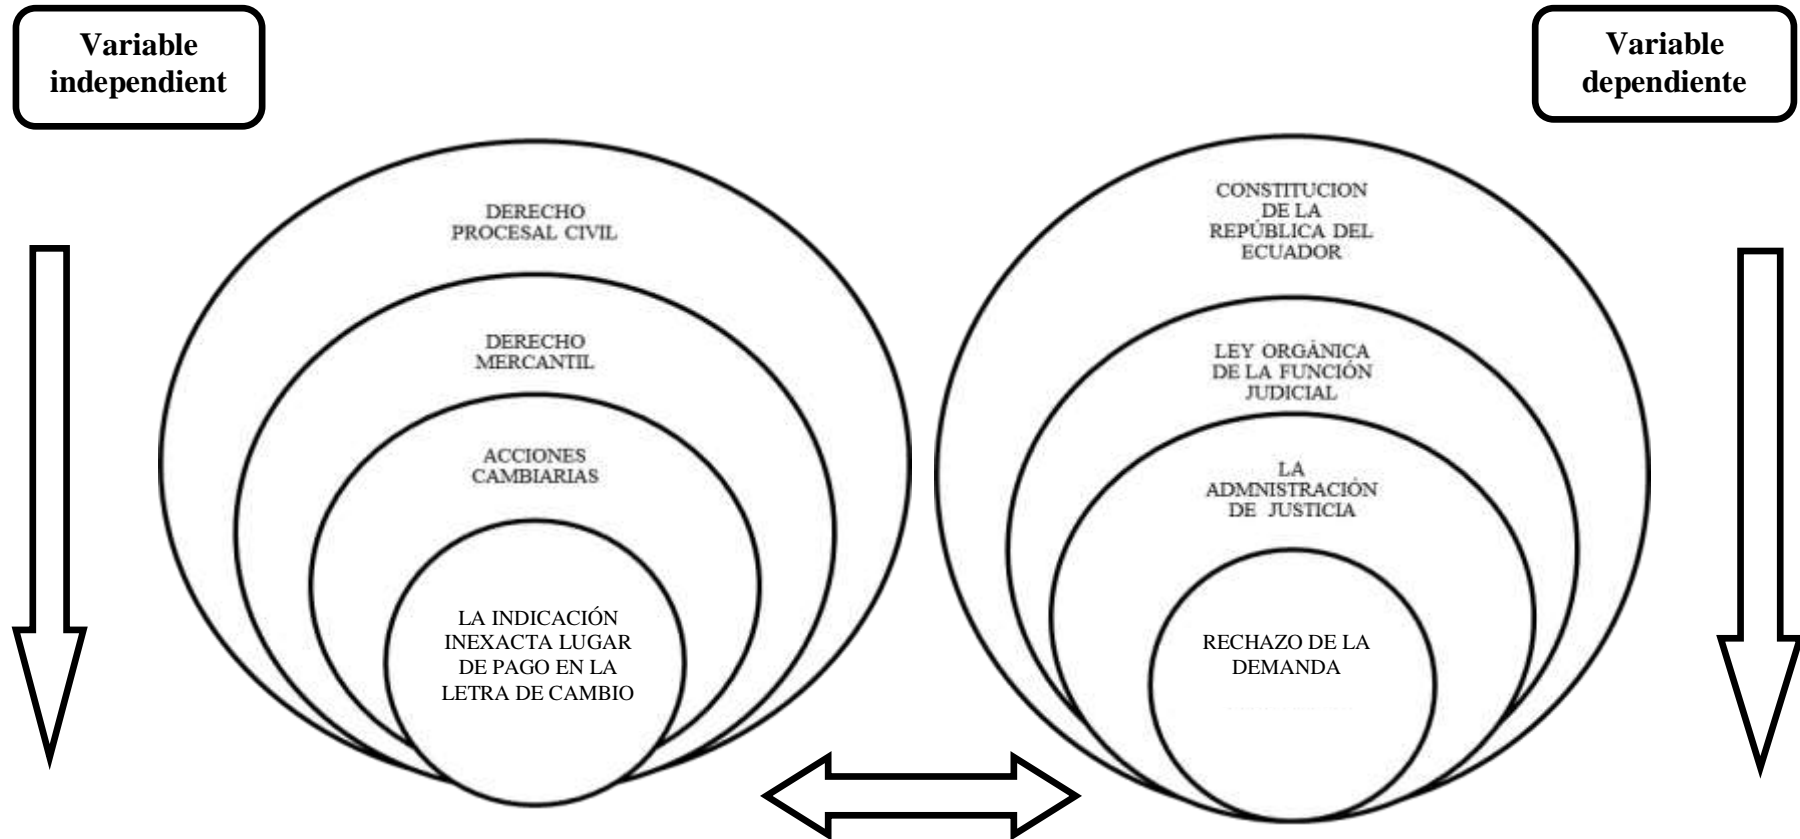 Variable
independient
Variable
dependiente
DERECHO
PROCESAL CIVIL
DERECHO
MERCANTIL
ACCIONES
CAMBIARIAS
LA INDICACIÓN
INEXACTA LUGAR
DE PAGO EN LA
LETRA DE CAMBIO
CONSTITUCION
DE LA
REPÚBLICA DEL
ECUADOR
LEY ORGÁNICA
DE LA FUNCIÓN
JUDICIAL
LA
ADMNISTRACIÓN
DE JUSTICIA
RECHAZO DE LA
DEMANDA